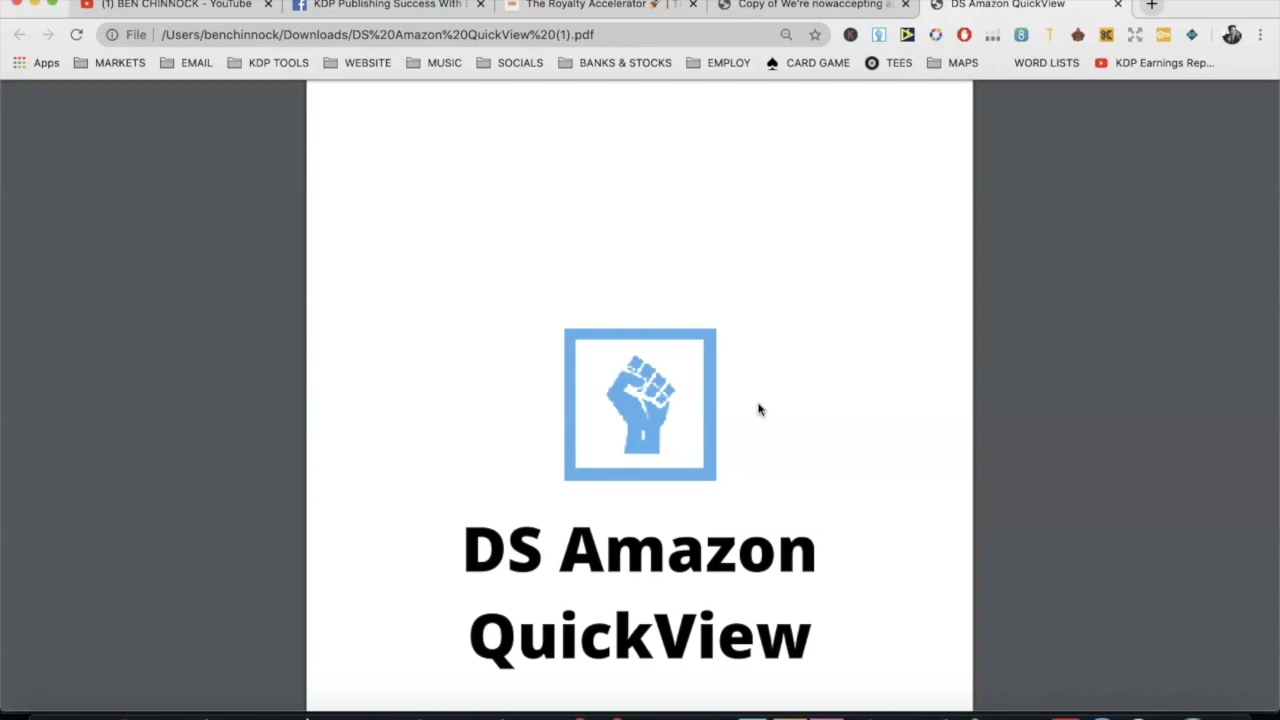 (1) BEN CHINNOCK - YouTube
KDP Publishing Success With
The Royalty Accelerator 🚀 | T
Copy of We're nowaccepting a
DS Amazon QuickView
File | /Users/benchinnock/Downloads/DS%20Amazon%20QuickView%20(1).pdf
Apps MARKETS EMAIL KDP TOOLS WEBSITE MUSIC SOCIALS BANKS & STOCKS EMPLOY CARD GAME TEES MAPS WORD LISTS KDP Earnings Rep...
DS Amazon
QuickView